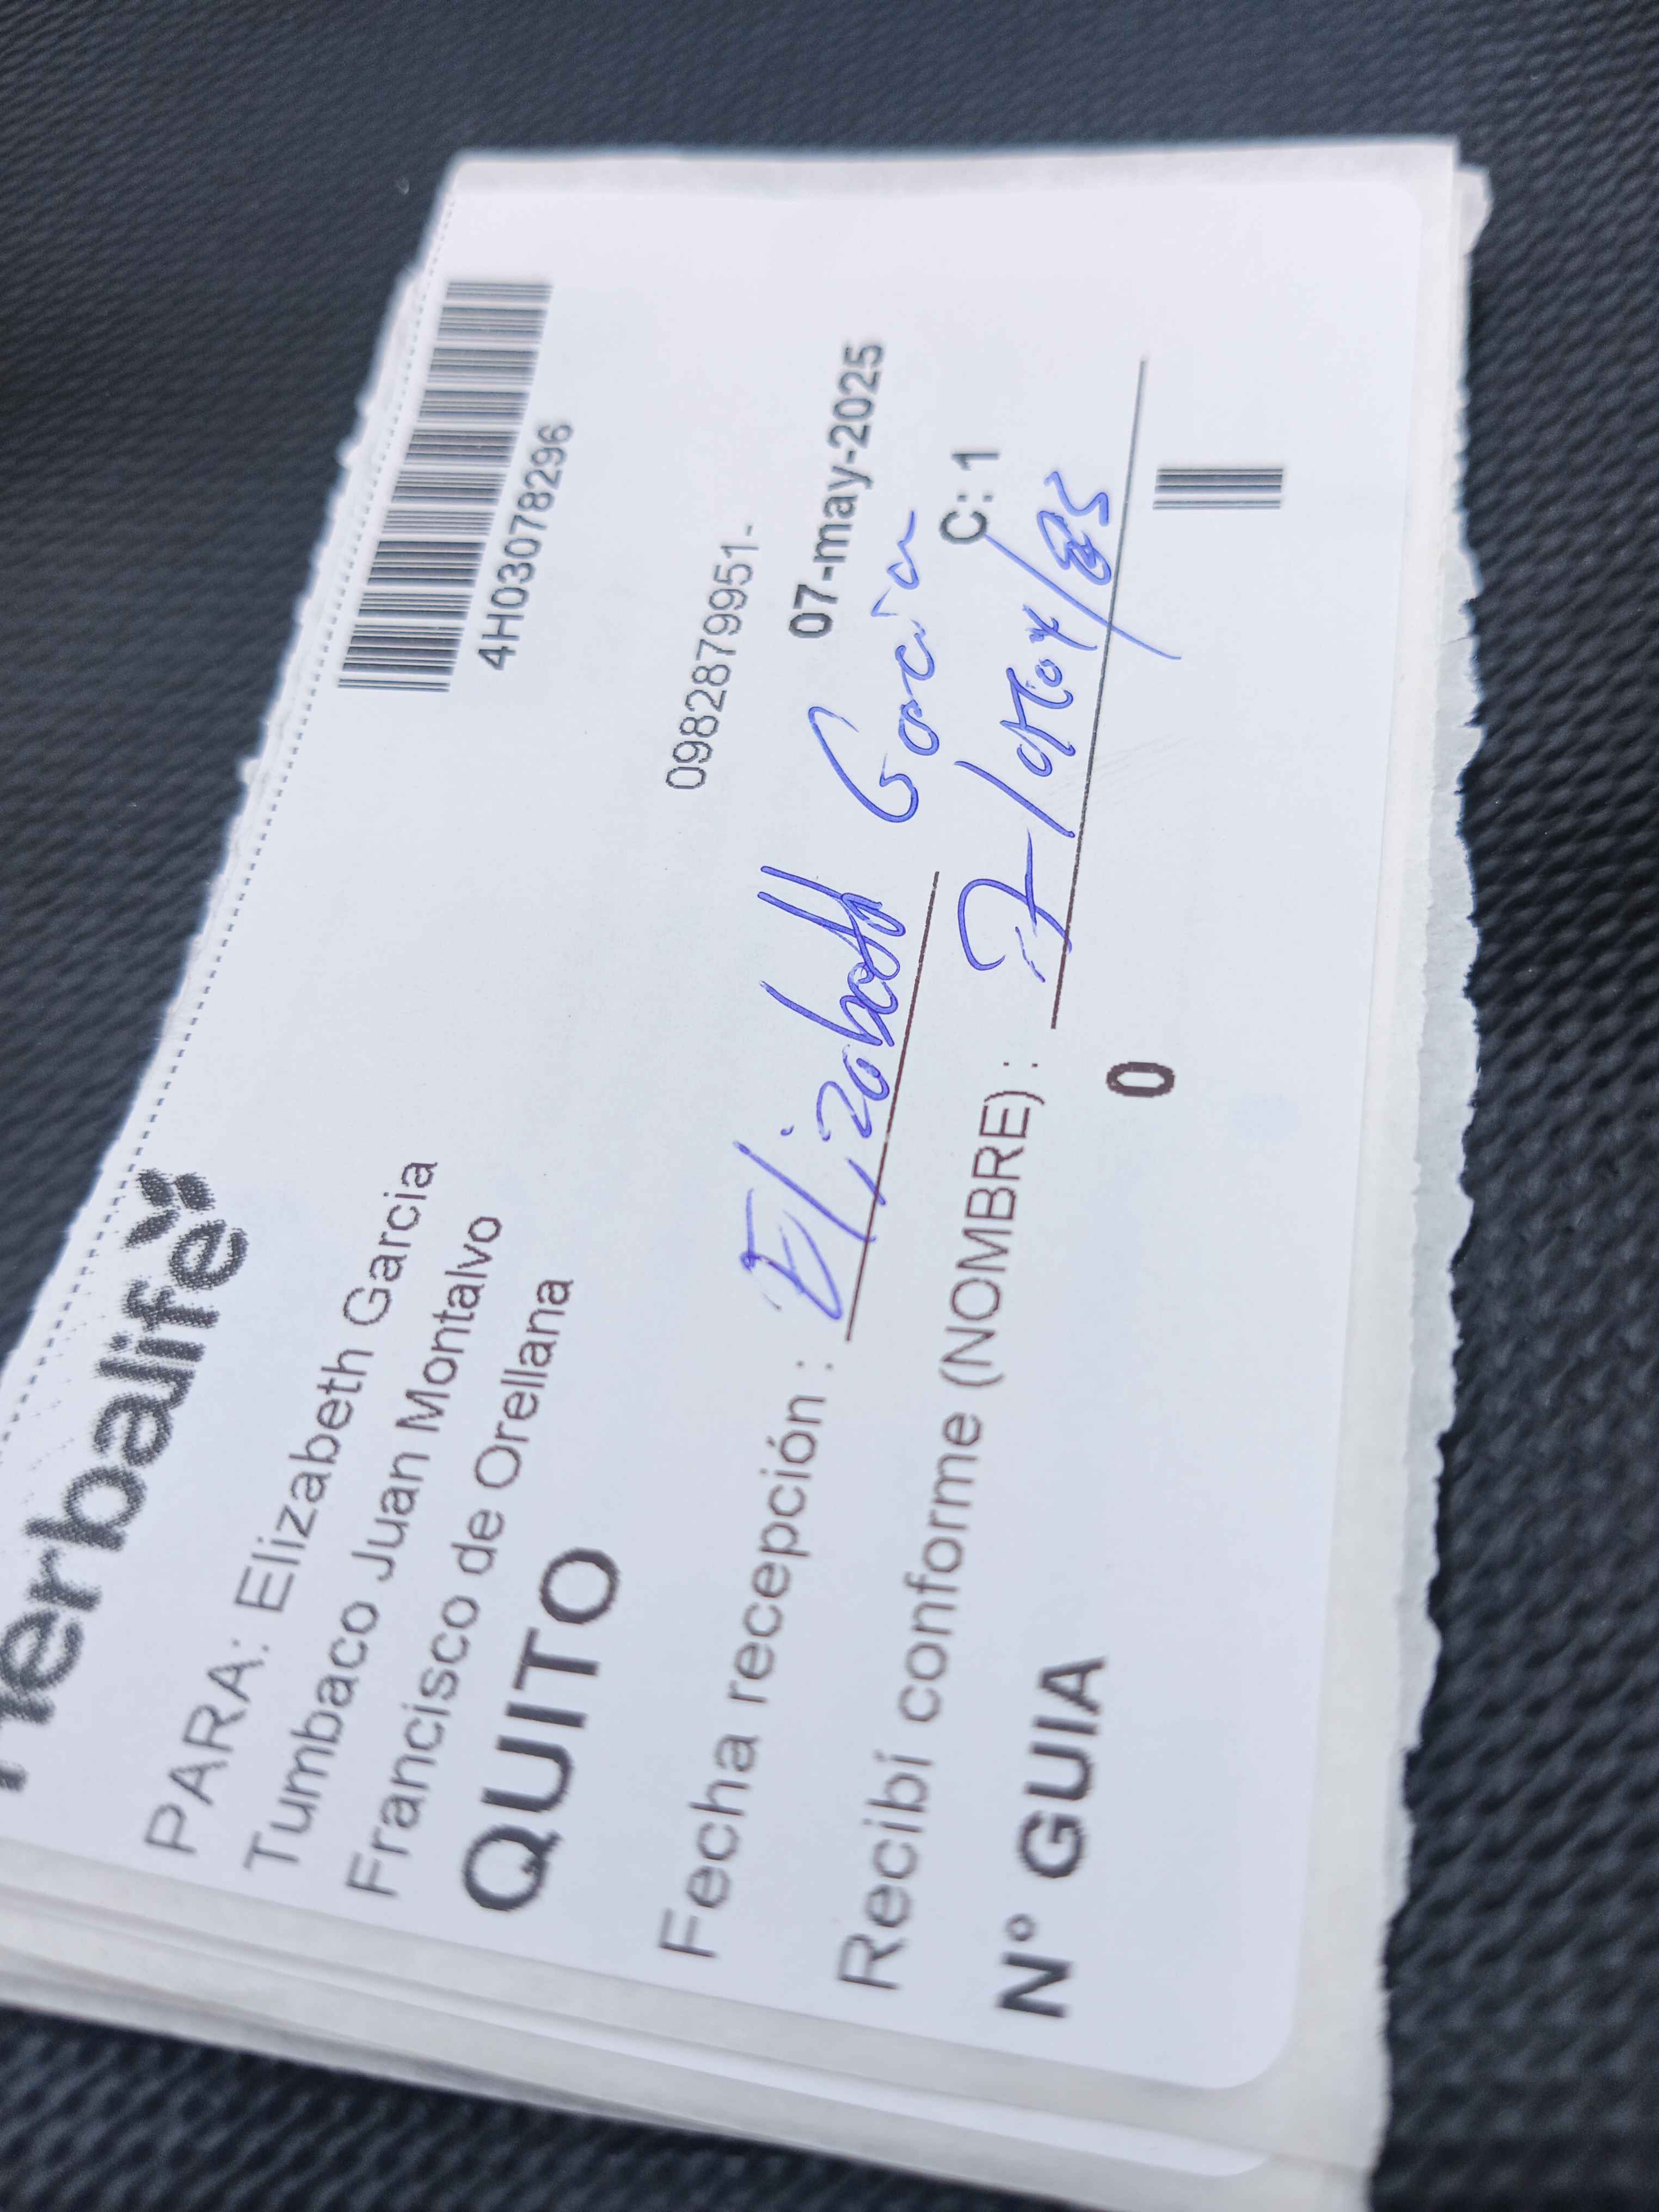 Herbalife
4H03078296
PARA: Elizabeth Garcia
Tumbaco Juan Montalvo
Francisco de Orellana
QUITO
0982879951-
Fecha recepción : Elizabeth Garcia 07-may-2025
Recibí conforme (NOMBRE) : C: 1
N° GUIA 0